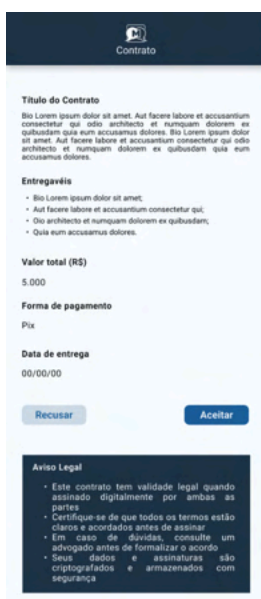 Contrato
Título do Contrato
Bio Lorem ipsum dolor sit amet. Aut facere labore et accusantium
consectetur qui odio architecto et numquam dolorem ex
quibusdam quia eum accusamus dolores. Bio Lorem ipsum dolor
sit amet. Aut facere labore et accusantium consectetur qui odio
architecto et numquam dolorem ex quibusdam quia eum
accusamus dolores.
Entregavéis
• Bio Lorem ipsum dolor sit amet;
• Aut facere labore et accusantium consectetur qui;
• Oio architecto et numquam dolorem ex quibusdam;
• Quia eum accusamus dolores.
Valor total (R$)
5.000
Forma de pagamento
Pix
Data de entrega
00/00/00
Recusar Aceitar
Aviso Legal
• Este contrato tem validade legal quando
assinado digitalmente por ambas as
partes
• Certifique-se de que todos os termos estão
claros e acordados antes de assinar
• Em caso de dúvidas, consulte um
advogado antes de formalizar o acordo
• Seus dados e assinaturas são
criptografados e armazenados com
segurança